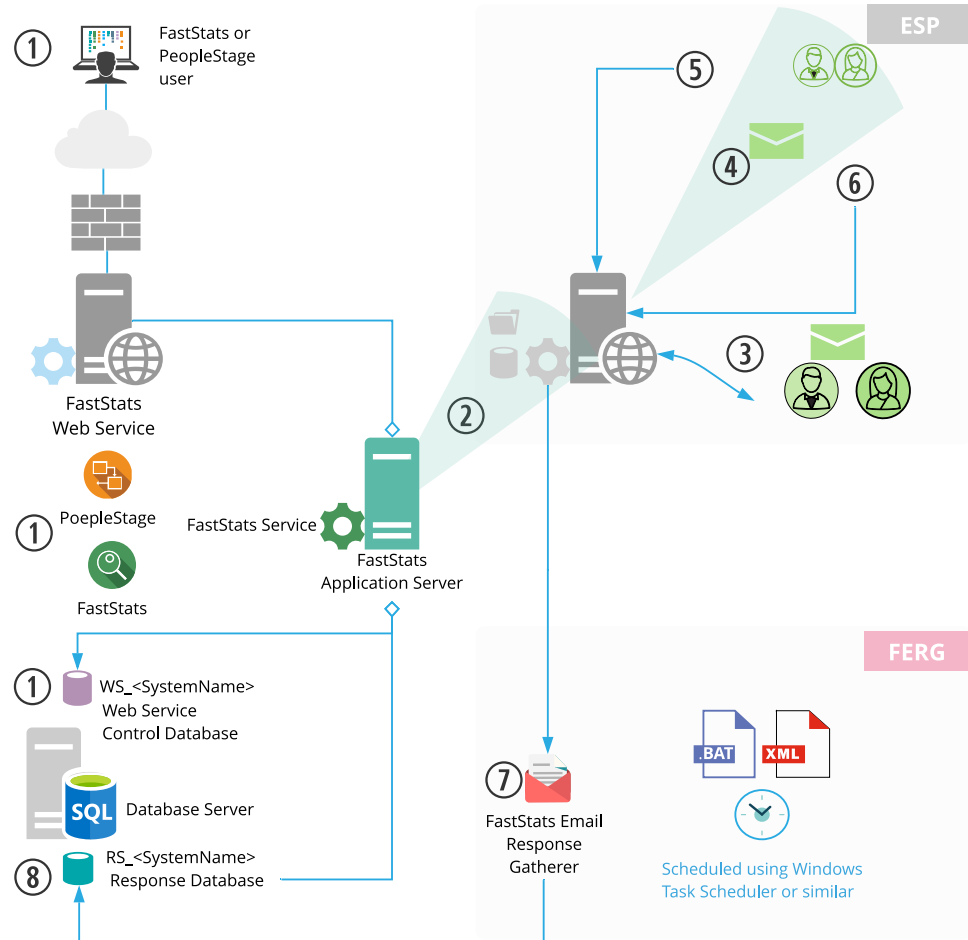 1
FastStats or
PeopleStage
user
ESP
5
4
6
3
2
FastStats
Web Service
PoepleStage
1
FastStats
FastStats Service
FastStats
Application Server
1
WS_<SystemName>
Web Service
Control Database
SQL
Database Server
8
RS_<SystemName>
Response Database
FERG
.BAT
XML
7
FastStats Email
Response
Gatherer
Scheduled using Windows
Task Scheduler or similar